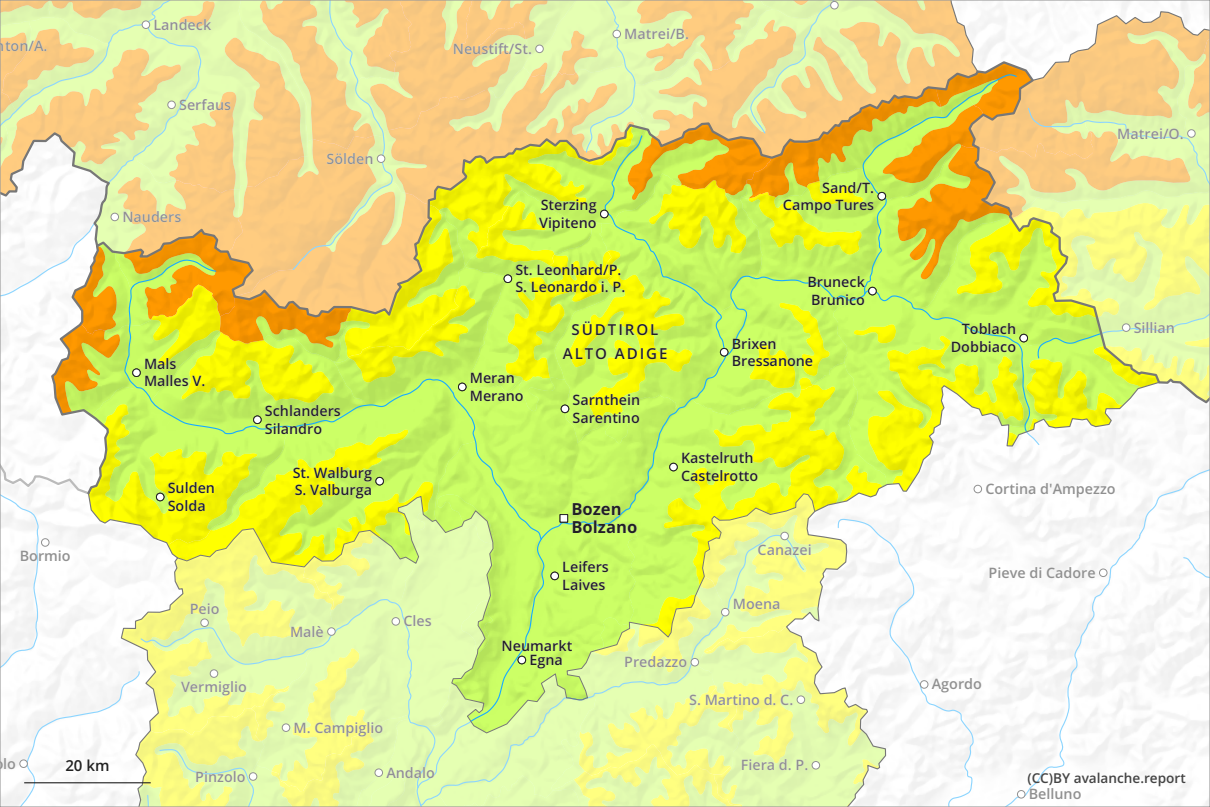 Landeck
Matrei/B.
Neustift/St.
Serfaus
Matrei/O.
Sölden
Nauders
Sand/T.
Campo Tures
Sterzing
Vipiteno
St. Leonhard/P.
S. Leonardo i. P.
Bruneck
Brunico
SÜDTIROL
ALTO ADIGE
Toblach
Dobbiaco
Sillian
Brixen
Bressanone
Mals
Malles V.
Meran
Merano
Schlanders
Silandro
Sarnthein
Sarentino
Kastelruth
Castelrotto
St. Walburg
S. Valburga
Sulden
Solda
Cortina d'Ampezzo
Bozen
Bolzano
Bormio
Canazei
Leifers
Laives
Pieve di Cadore
Peio
Moena
Cles
Malè
Neumarkt
Egna
Predazzo
Vermiglio
Agordo
S. Martino d. C.
M. Campiglio
20 km
Fiera d. P.
Pinzolo
Andalo
(CC)BY avalanche.report
Belluno